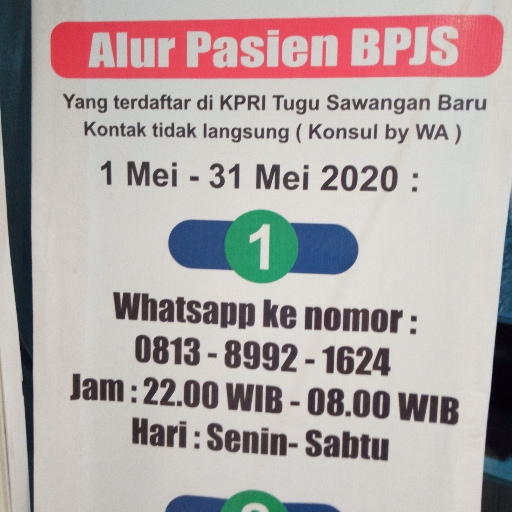 Alur Pasien BPJS
Yang terdaftar di KPRI Tugu Sawangan Baru
Kontak tidak langsung ( Konsul by WA )
1 Mei - 31 Mei 2020 :
1
Whatsapp ke nomor :
0813 - 8992 - 1624
Jam : 22.00 WIB - 08.00 WIB
Hari : Senin- Sabtu